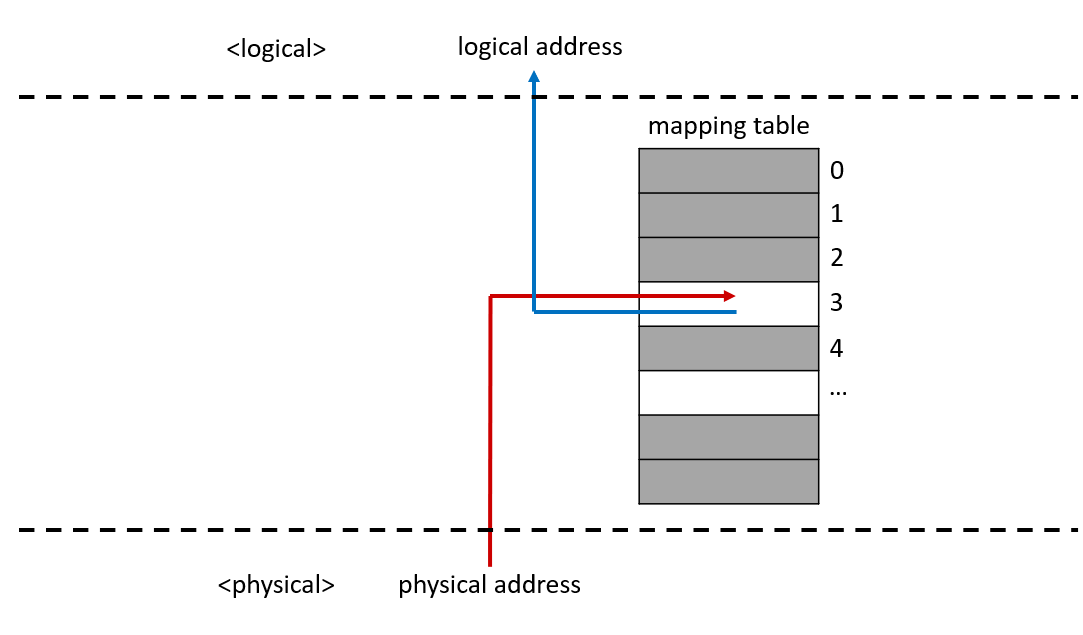 <logical>
logical address
mapping table
0
1
2
3
4
...
<physical>
physical address